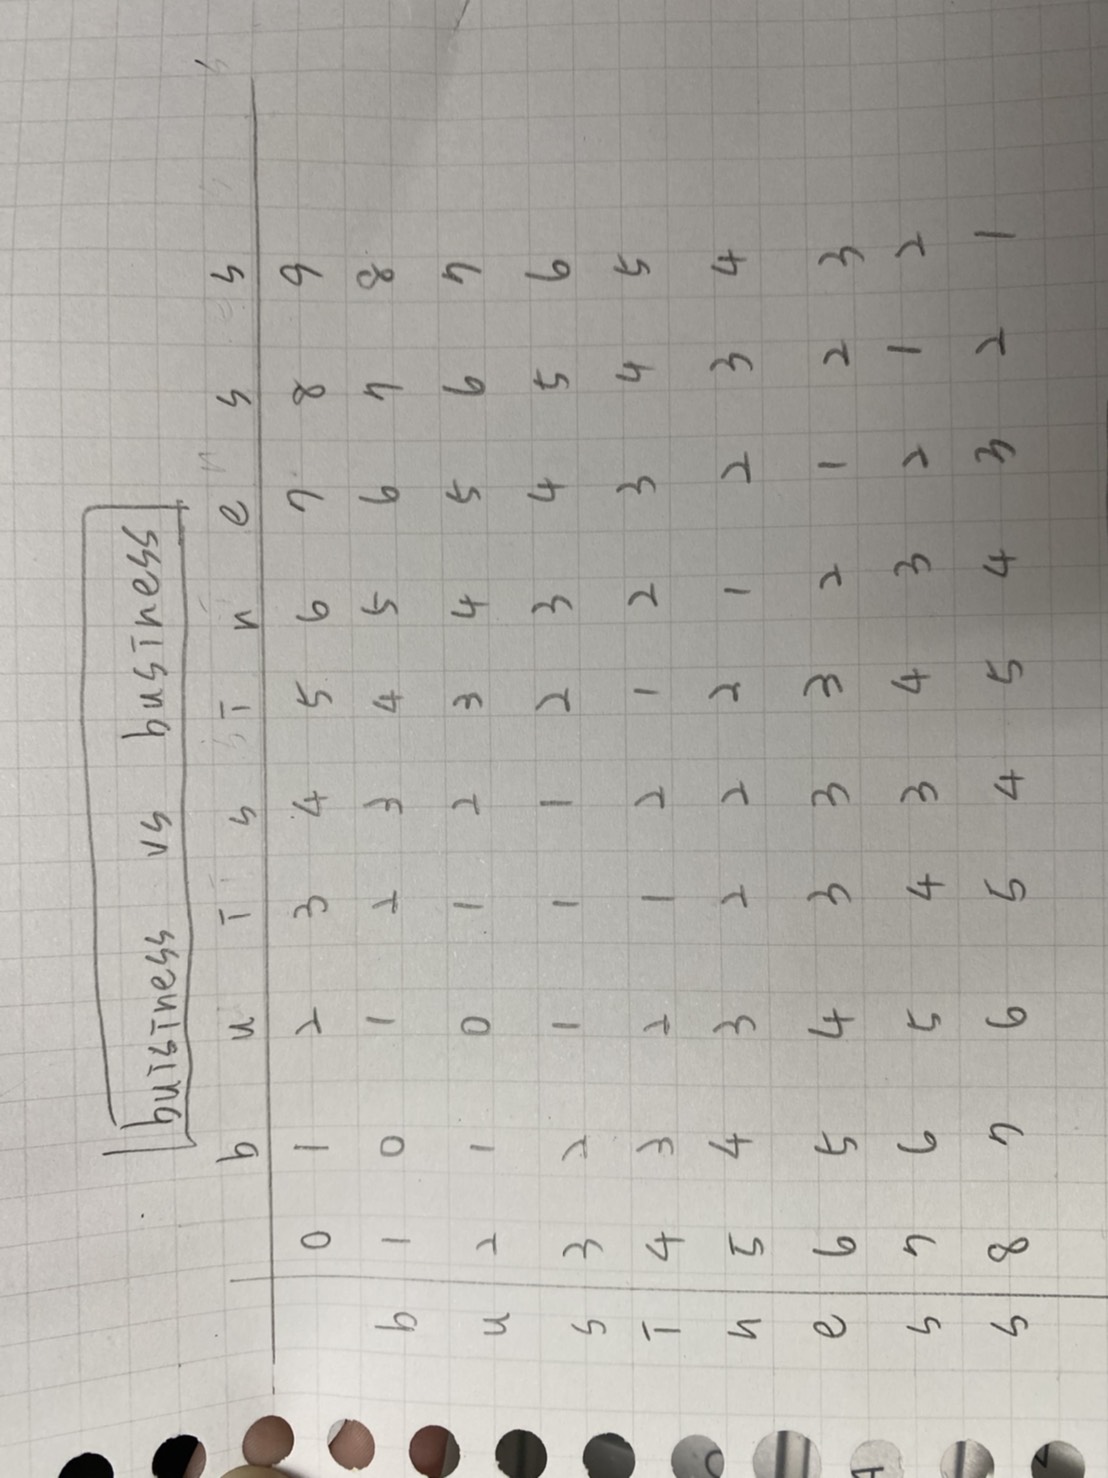 buisiness vs business
b u i s i n e s s
0 1 2 3 4 5 6 7 8 9
b 1 0 1 2 3 4 5 6 7 8
u 2 1 0 1 2 3 4 5 6 7
s 3 2 1 1 1 2 3 4 5 6
i 4 3 2 1 2 1 2 3 4 5
n 5 4 3 2 2 2 1 2 3 4
e 6 5 4 3 3 3 2 1 2 3
s 7 6 5 4 3 4 3 2 1 2
s 8 7 6 5 4 5 4 3 2 1